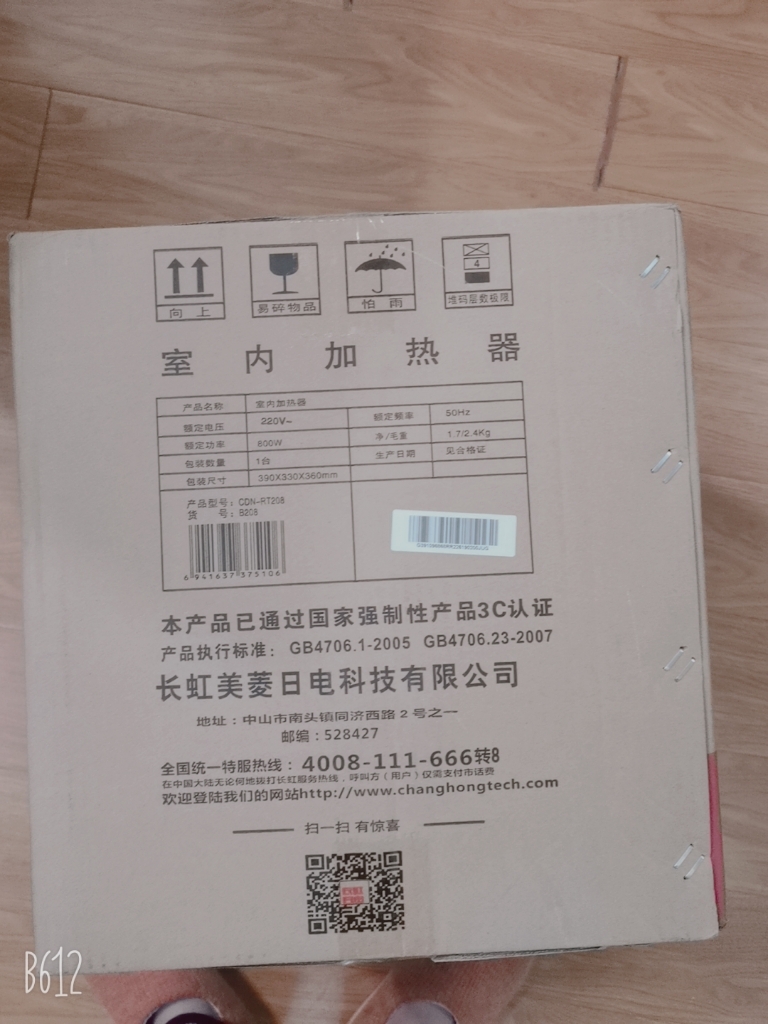 4
向 上
易碎物品
怕 雨
堆码层数极限
室内加热器
产品名称 室内加热器
额定电压 220V~ 额定频率 50Hz
额定功率 800W 净/毛重 1.7/2.4Kg
包装数量 1台 生产日期 见合格证
包装尺寸 390X330X360mm
产品型号：CDN-RT208
货 号：B208
6 941637 375106
本产品已通过国家强制性产品3C认证
产品执行标准： GB4706.1-2005 GB4706.23-2007
长虹美菱日电科技有限公司
地址：中山市南头镇同济西路2号之一
邮编：528427
全国统一特服热线：4008-111-666转8
在中国大陆无论何地拨打长虹服务热线，呼叫方（用户）仅需支付市话费
欢迎登陆我们的网站http://www.changhongtech.com
扫一扫 有惊喜
B612